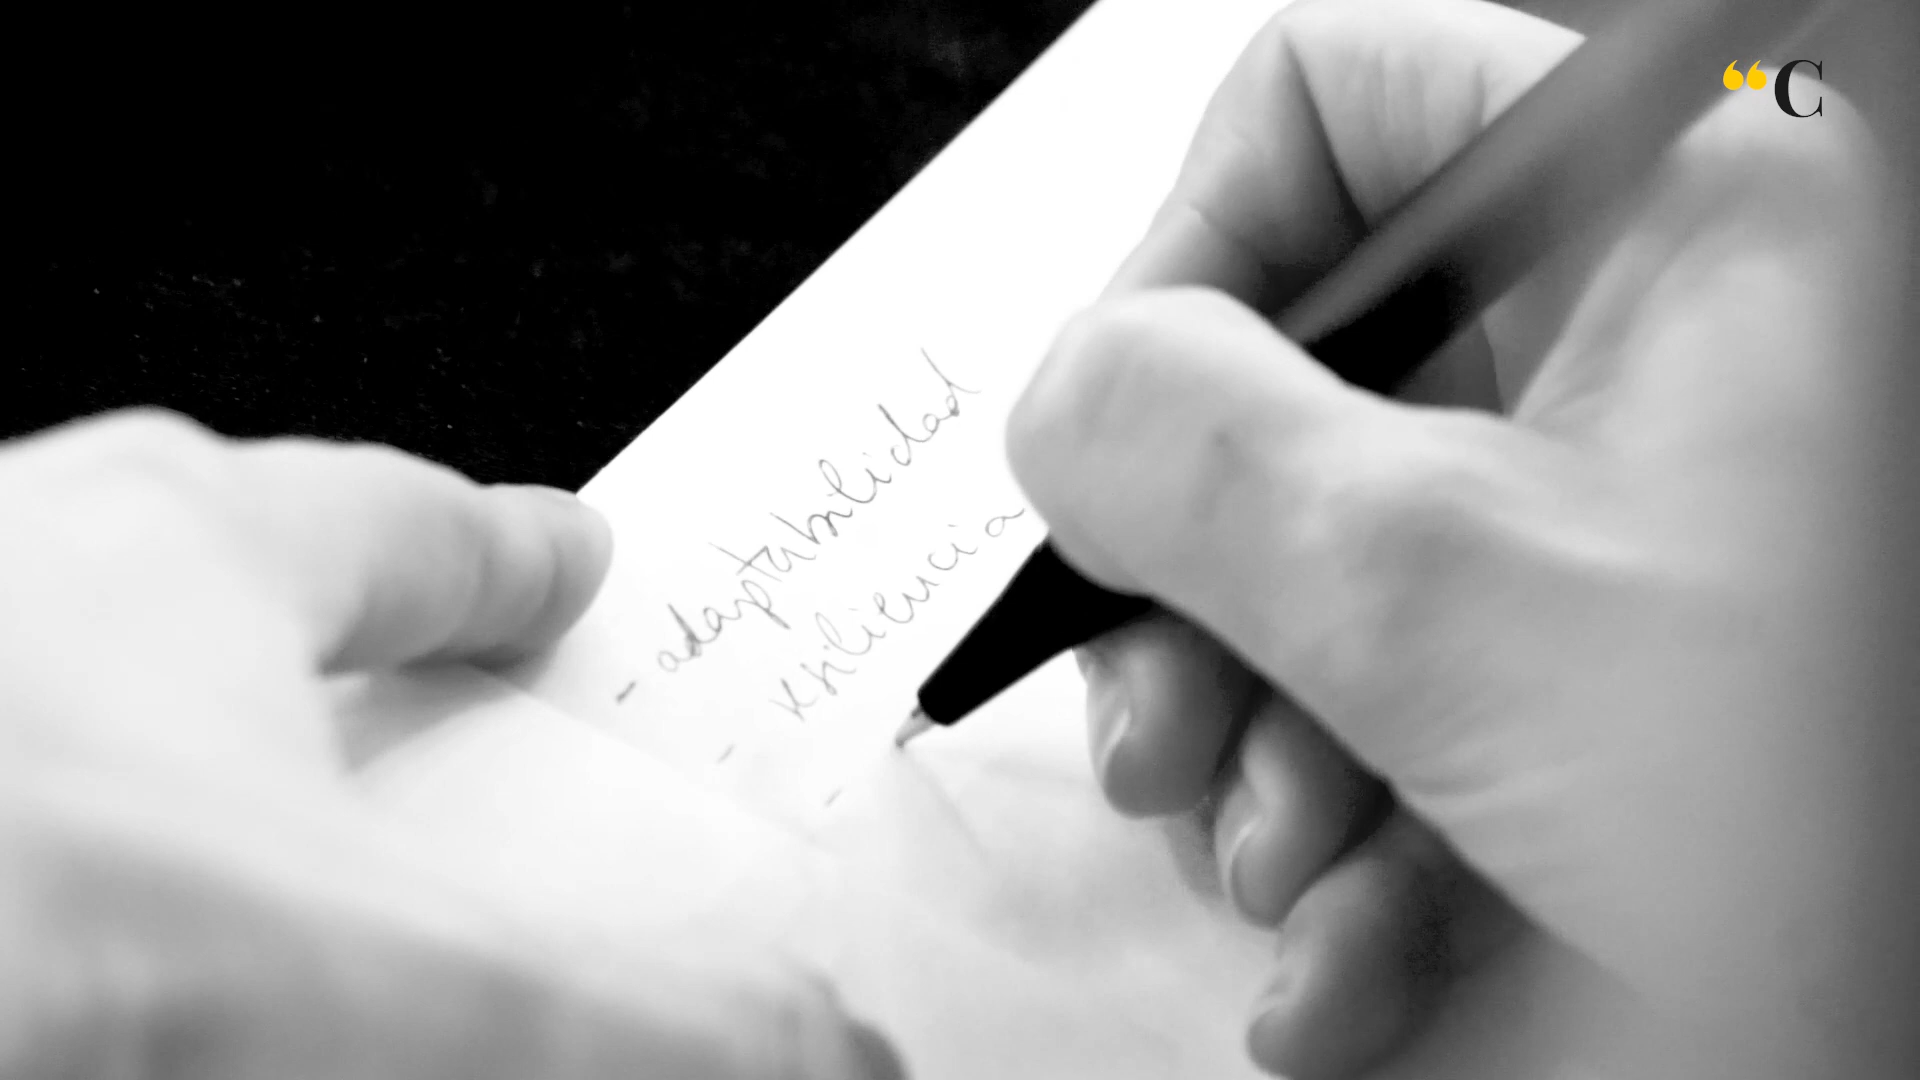 “C
- adaptabilidad
- resiliencia
-